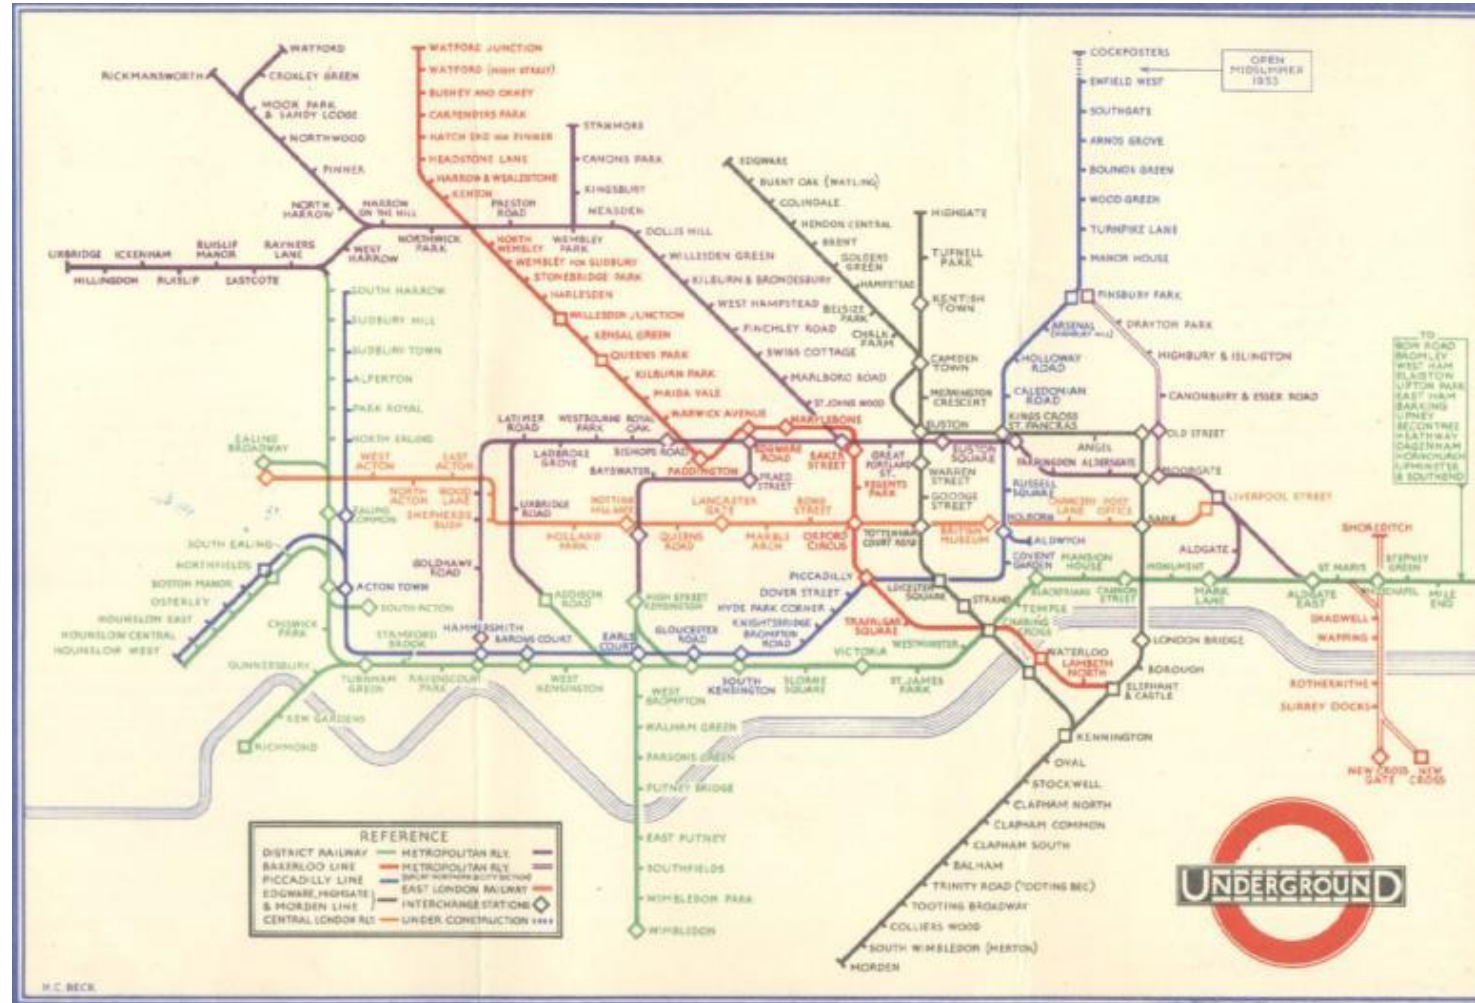 WATFORD
RICKMANSWORTH
CROXLEY GREEN
MOOR PARK
& SANDY LODGE
NORTHWOOD
PINNER
NORTH
HARROW
HARROW
ON THE HILL
NORTHWICK
PARK
PRESTON
ROAD
WEMBLEY
PARK
NEASDEN
DOLLIS HILL
WILLESDEN GREEN
KILBURN & BRONDESBURY
WEST HAMPSTEAD
FINCHLEY ROAD
SWISS COTTAGE
MARLBORO ROAD
ST JOHNS WOOD
UXBRIDGE
ICKENHAM
RUISLIP
MANOR
RAYNERS
LANE
WEST
HARROW
HILLINGDON
RUISLIP
EASTCOTE
WATFORD JUNCTION
WATFORD (HIGH STREET)
BUSHEY AND OXHEY
CARPENDERS PARK
HATCH END FOR PINNER
HEADSTONE LANE
HARROW & WEALDSTONE
KENTON
NORTH
WEMBLEY
WEMBLEY FOR SUDBURY
STONEBRIDGE PARK
HARLESDEN
WILLESDEN JUNCTION
KENSAL GREEN
QUEENS PARK
KILBURN PARK
MAIDA VALE
WARWICK AVENUE
PADDINGTON
EDGWARE
ROAD
MARYLEBONE
BAKER
STREET
REGENTS
PARK
OXFORD
CIRCUS
PICCADILLY
TRAFALGAR
SQUARE
WATERLOO
LAMBETH
NORTH
ELEPHANT
& CASTLE
STANMORE
CANONS PARK
KINGSBURY
EDGWARE
BURNT OAK (WATLING)
COLINDALE
HENDON CENTRAL
BRENT
GOLDERS
GREEN
HAMPSTEAD
BELSIZE
PARK
CHALK
FARM
HIGHGATE
TUFNELL
PARK
KENTISH
TOWN
CAMDEN
TOWN
MORNINGTON
CRESCENT
EUSTON
WARREN
STREET
GOODGE
STREET
TOTTENHAM
COURT ROAD
LEICESTER
SQUARE
STRAND
CHARING
CROSS
COCKFOSTERS
OPEN
MIDSUMMER
1933
ENFIELD WEST
SOUTHGATE
ARNOS GROVE
BOUNDS GREEN
WOOD GREEN
TURNPIKE LANE
MANOR HOUSE
FINSBURY PARK
ARSENAL
(HIGHBURY HILL)
HOLLOWAY
ROAD
CALEDONIAN
ROAD
KINGS CROSS
ST. PANCRAS
RUSSELL
SQUARE
HOLBORN
ALDWYCH
COVENT
GARDEN
DRAYTON PARK
HIGHBURY & ISLINGTON
CANONBURY & ESSEX ROAD
OLD STREET
MOORGATE
ANGEL
BANK
LONDON BRIDGE
BOROUGH
KENNINGTON
OVAL
STOCKWELL
CLAPHAM NORTH
CLAPHAM COMMON
CLAPHAM SOUTH
BALHAM
TRINITY ROAD (TOOTING BEC)
TOOTING BROADWAY
COLLIERS WOOD
SOUTH WIMBLEDON (MERTON)
MORDEN
SOUTH HARROW
SUDBURY HILL
SUDBURY TOWN
ALPERTON
PARK ROYAL
NORTH EALING
EALING
COMMON
ACTON TOWN
SOUTH ACTON
CHISWICK
PARK
SOUTH EALING
NORTHFIELDS
BOSTON MANOR
OSTERLEY
HOUNSLOW EAST
HOUNSLOW CENTRAL
HOUNSLOW WEST
EALING
BROADWAY
WEST
ACTON
NORTH
ACTON
EAST
ACTON
WOOD
LANE
SHEPHERDS
BUSH
HOLLAND
PARK
NOTTING
HILL GATE
QUEENS
ROAD
LANCASTER
GATE
MARBLE
ARCH
BOND
STREET
BRITISH
MUSEUM
CHANCERY
LANE
POST
OFFICE
LIVERPOOL STREET
LATIMER
ROAD
LADBROKE
GROVE
WESTBOURNE
PARK
ROYAL
OAK
BISHOPS ROAD
BAYSWATER
PRAED
STREET
UXBRIDGE
ROAD
GOLDHAWK
ROAD
ADDISON
ROAD
HAMMERSMITH
GREAT
PORTLAND
ST.
EUSTON
SQUARE
FARRINGDON
ALDERSGATE
ALDGATE
HIGH STREET
KENSINGTON
GUNNERSBURY
KEW GARDENS
RICHMOND
TURNHAM
GREEN
STAMFORD
BROOK
RAVENSCOURT
PARK
BARONS COURT
WEST
KENSINGTON
EARLS
COURT
GLOUCESTER
ROAD
SOUTH
KENSINGTON
SLOANE
SQUARE
VICTORIA
ST. JAMES
PARK
WESTMINSTER
DOVER STREET
HYDE PARK CORNER
KNIGHTSBRIDGE
BROMPTON
ROAD
TEMPLE
BLACKFRIARS
MANSION
HOUSE
CANNON
STREET
MONUMENT
MARK
LANE
ALDGATE
EAST
ST MARYS
WHITECHAPEL
STEPNEY
GREEN
MILE
END
TO
BOW ROAD
BROMLEY
WEST HAM
PLAISTOW
UPTON PARK
EAST HAM
BARKING
UPNEY
BECONTREE
HEATHWAY
DAGENHAM
HORNCHURCH
UPMINSTER
& SOUTHEND
SHOREDITCH
SHADWELL
WAPPING
ROTHERHITHE
SURREY DOCKS
NEW CROSS
GATE
NEW
CROSS
WEST
BROMPTON
WALHAM GREEN
PARSONS GREEN
PUTNEY BRIDGE
EAST PUTNEY
SOUTHFIELDS
WIMBLEDON PARK
WIMBLEDON
REFERENCE
DISTRICT RAILWAY
BAKERLOO LINE
PICCADILLY LINE
EDGWARE, HIGHGATE
& MORDEN LINE
CENTRAL LONDON RLY.
METROPOLITAN RLY.
METROPOLITAN RLY.
(GREAT NORTHERN & CITY SECTION)
EAST LONDON RAILWAY
INTERCHANGE STATIONS
UNDER CONSTRUCTION
UNDERGROUND
H.C. BECK